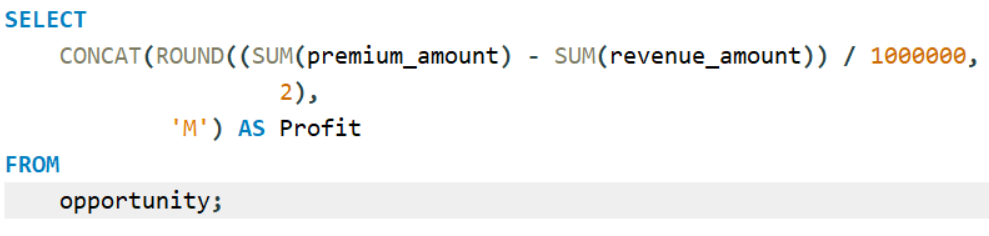 SELECT
    CONCAT(ROUND((SUM(premium_amount) - SUM(revenue_amount)) / 1000000,
                2),
        'M') AS Profit
FROM
    opportunity;